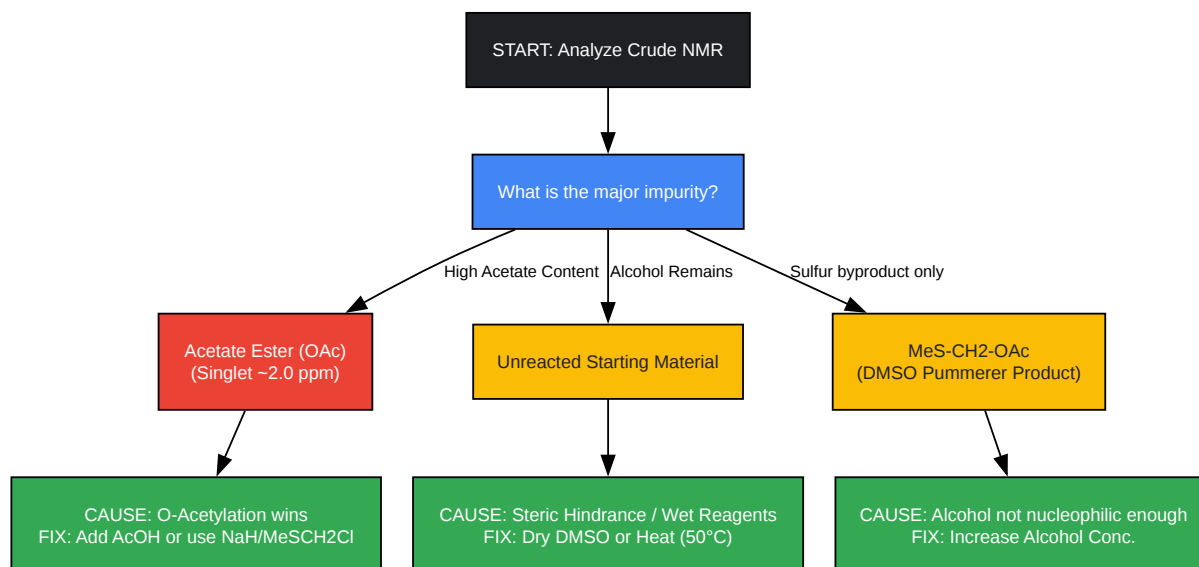 START: Analyze Crude NMR
What is the major impurity?
High Acetate Content
Alcohol Remains
Sulfur byproduct only
Acetate Ester (OAc)
(Singlet ~2.0 ppm)
Unreacted Starting Material
MeS-CH2-OAc
(DMSO Pummerer Product)
CAUSE: O-Acetylation wins
FIX: Add AcOH or use NaH/MeSCH2Cl
CAUSE: Steric Hindrance / Wet Reagents
FIX: Dry DMSO or Heat (50°C)
CAUSE: Alcohol not nucleophilic enough
FIX: Increase Alcohol Conc.